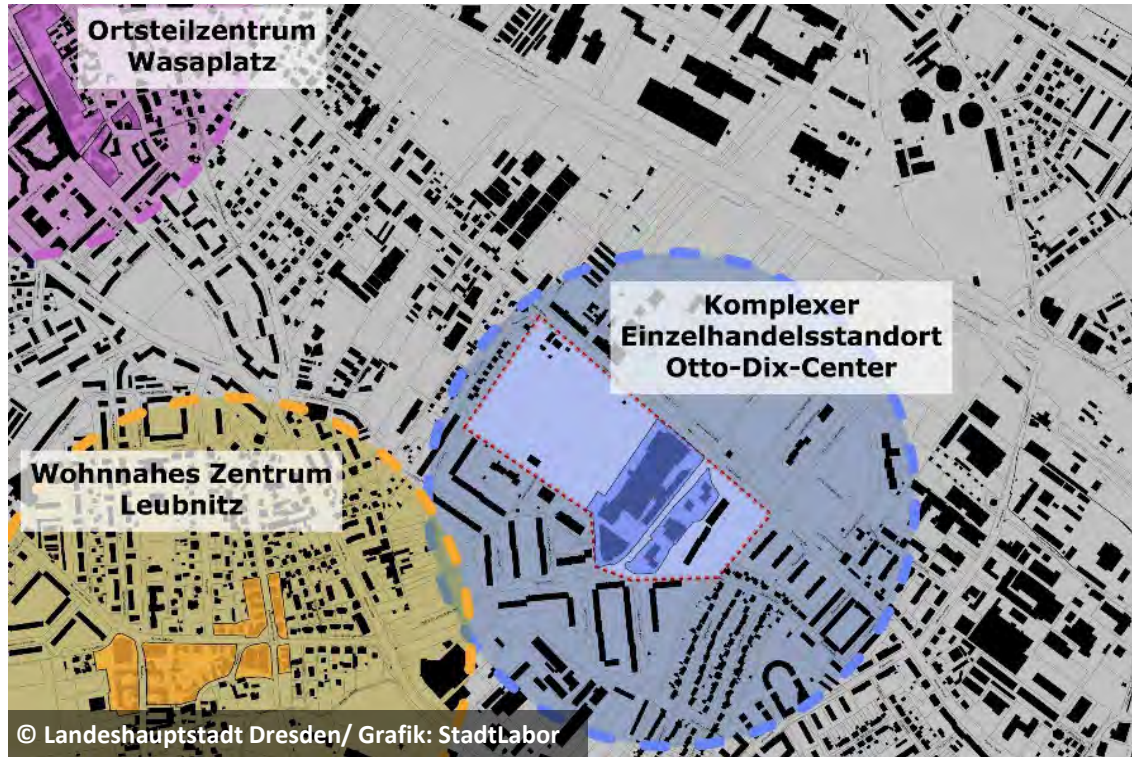 Ortsteilzentrum
Wasaplatz
Komplexer
Einzelhandelsstandort
Otto-Dix-Center
Wohnnahes Zentrum
Leubnitz
© Landeshauptstadt Dresden/ Grafik: StadtLabor